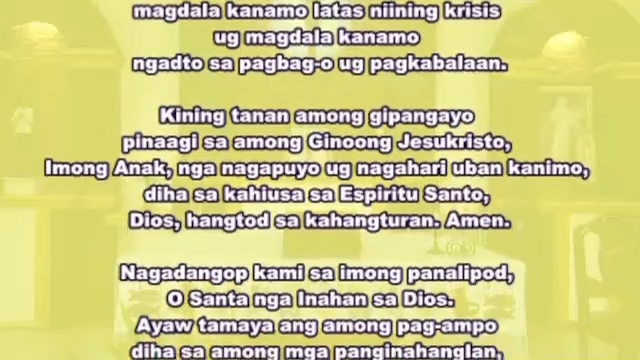 magdala kanamo latas niining krisis
ug magdala kanamo
ngadto sa pagbag-o ug pagkabalaan.
Kining tanan among gipangayo
pinaagi sa among Ginoong Jesukristo,
Imong Anak, nga nagapuyo ug nagahari uban kanimo,
diha sa kahiusa sa Espiritu Santo,
Dios, hangtod sa kahangturan. Amen.
Nagadangop kami sa imong panalipod,
O Santa nga Inahan sa Dios.
Ayaw tamaya ang among pag-ampo
diha sa among mga panginahanglan,